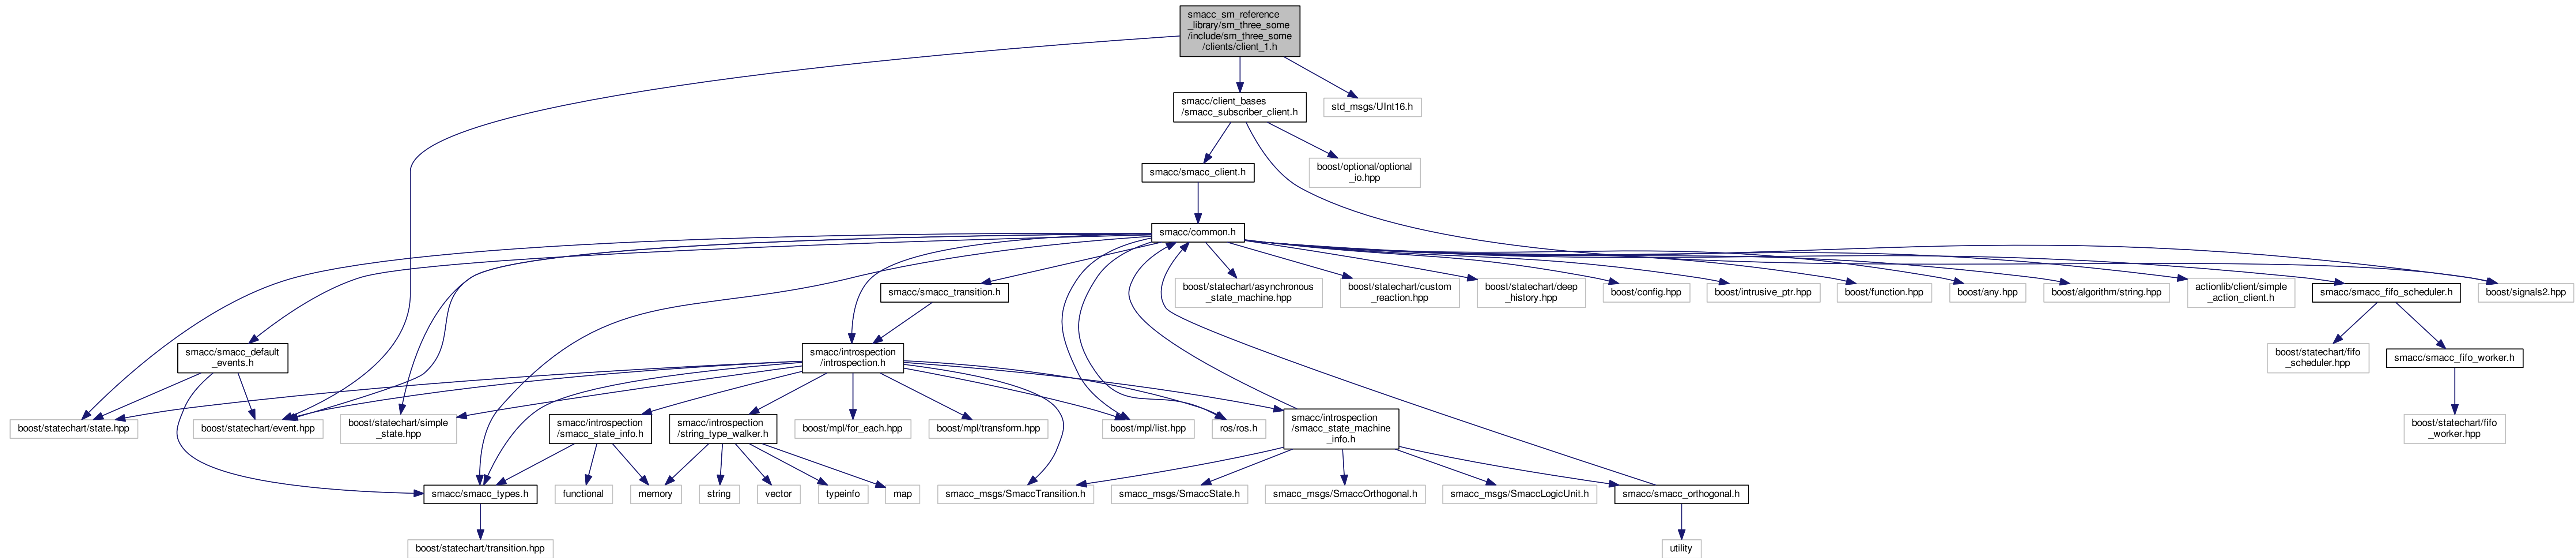 smacc_sm_reference
_library/sm_three_some
/include/sm_three_some
/clients/client_1.h
smacc/client_bases
/smacc_subscriber_client.h
std_msgs/UInt16.h
smacc/smacc_client.h
boost/optional/optional
_io.hpp
smacc/common.h
smacc/smacc_transition.h
boost/statechart/asynchronous
_state_machine.hpp
boost/statechart/custom
_reaction.hpp
boost/statechart/deep
_history.hpp
boost/config.hpp
boost/intrusive_ptr.hpp
boost/function.hpp
boost/any.hpp
boost/algorithm/string.hpp
actionlib/client/simple
_action_client.h
smacc/smacc_fifo_scheduler.h
boost/signals2.hpp
smacc/smacc_default
_events.h
smacc/introspection
/introspection.h
boost/statechart/fifo
_scheduler.hpp
smacc/smacc_fifo_worker.h
boost/statechart/state.hpp
boost/statechart/event.hpp
boost/statechart/simple
_state.hpp
smacc/introspection
/smacc_state_info.h
smacc/introspection
/string_type_walker.h
boost/mpl/for_each.hpp
boost/mpl/transform.hpp
boost/mpl/list.hpp
ros/ros.h
smacc/introspection
/smacc_state_machine
_info.h
boost/statechart/fifo
_worker.hpp
smacc/smacc_types.h
functional
memory
string
vector
typeinfo
map
smacc_msgs/SmaccTransition.h
smacc_msgs/SmaccState.h
smacc_msgs/SmaccOrthogonal.h
smacc_msgs/SmaccLogicUnit.h
smacc/smacc_orthogonal.h
boost/statechart/transition.hpp
utility